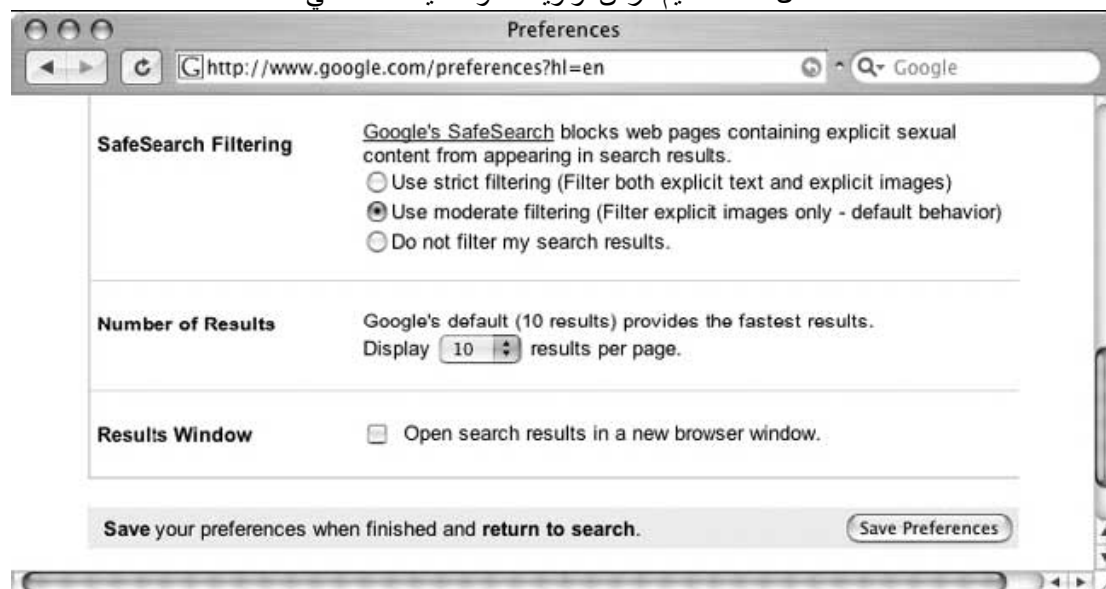 Preferences
http://www.google.com/preferences?hl=en
Google
SafeSearch Filtering
Google's SafeSearch blocks web pages containing explicit sexual
content from appearing in search results.
Use strict filtering (Filter both explicit text and explicit images)
Use moderate filtering (Filter explicit images only - default behavior)
Do not filter my search results.
Number of Results
Google's default (10 results) provides the fastest results.
Display 10 results per page.
Results Window
Open search results in a new browser window.
Save your preferences when finished and return to search.
Save Preferences